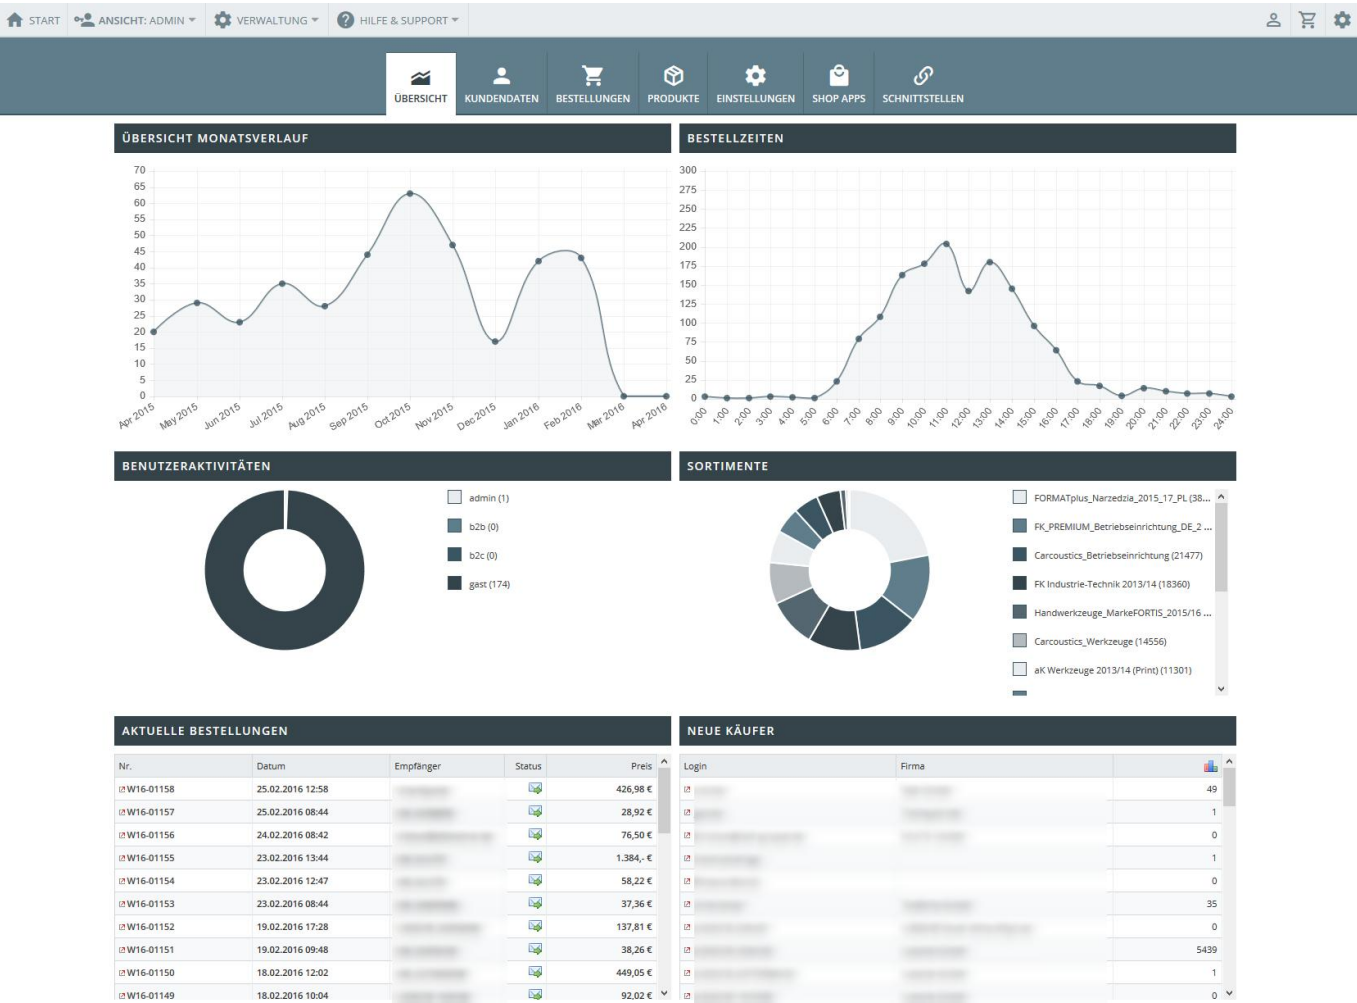 START ANSICHT: ADMIN VERWALTUNG HILFE & SUPPORT
ÜBERSICHT KUNDENDATEN BESTELLUNGEN PRODUKTE EINSTELLUNGEN SHOP APPS SCHNITTSTELLEN
ÜBERSICHT MONATSVERLAUF
70
65
60
55
50
45
40
35
30
25
20
15
10
5
0
Apr 2015 May 2015 Jun 2015 Jul 2015 Aug 2015 Sep 2015 Oct 2015 Nov 2015 Dec 2015 Jan 2016 Feb 2016 Mar 2016 Apr 2016
BESTELLZEITEN
300
275
250
225
200
175
150
125
100
75
50
25
0
0:00 1:00 2:00 3:00 4:00 5:00 6:00 7:00 8:00 9:00 10:00 11:00 12:00 13:00 14:00 15:00 16:00 17:00 18:00 19:00 20:00 21:00 22:00 23:00 24:00
BENUTZERAKTIVITÄTEN
admin (1)
b2b (0)
b2c (0)
gast (174)
SORTIMENTE
FORMATplus_Narzedzia_2015_17_PL (38...
FK_PREMIUM_Betriebseinrichtung_DE_2 ...
Carcoustics_Betriebseinrichtung (21477)
FK Industrie-Technik 2013/14 (18360)
Handwerkzeuge_MarkeFORTIS_2015/16 ...
Carcoustics_Werkzeuge (14556)
aK Werkzeuge 2013/14 (Print) (11301)
AKTUELLE BESTELLUNGEN
Nr. Datum Empfänger Status Preis
W16-01158 25.02.2016 12:58 426,98 €
W16-01157 25.02.2016 08:44 28,92 €
W16-01156 24.02.2016 08:42 76,50 €
W16-01155 23.02.2016 13:44 1.384,- €
W16-01154 23.02.2016 12:47 58,22 €
W16-01153 23.02.2016 08:44 37,36 €
W16-01152 19.02.2016 17:28 137,81 €
W16-01151 19.02.2016 09:48 38,26 €
W16-01150 18.02.2016 12:02 449,05 €
W16-01149 18.02.2016 10:04 92,02 €
NEUE KÄUFER
Login Firma
49
1
0
1
0
35
0
5439
1
0